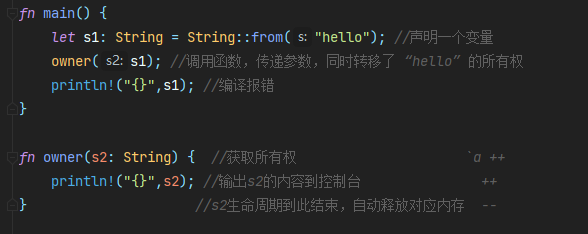 fn main() {
let s1: String = String::from( s: "hello"); //声明一个变量
owner( s2: s1); //调用函数，传递参数，同时转移了 “hello” 的所有权
println!("{}",s1); //编译报错
}
fn owner(s2: String) { //获取所有权 `a ++
println!("{}",s2); //输出s2的内容到控制台 ++
} //s2生命周期到此结束，自动释放对应内存 --